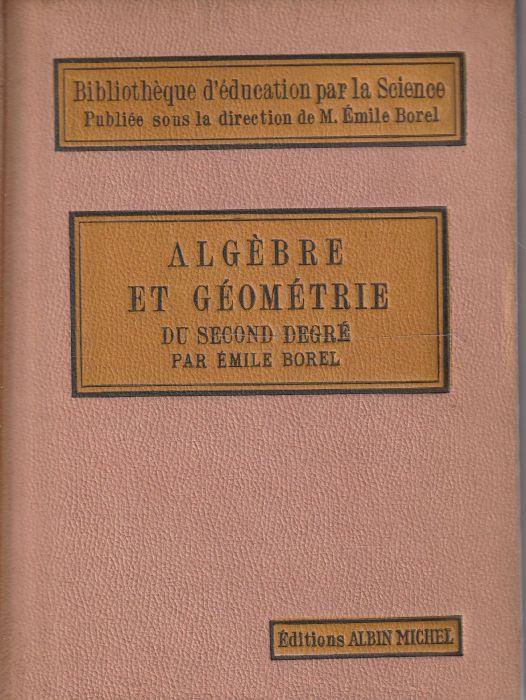 Bibliothèque d'éducation par la Science
Publiée sous la direction de M. Émile Borel
ALGÈBRE
ET GÉOMÉTRIE
DU SECOND DEGRÉ
PAR ÉMILE BOREL
Éditions ALBIN MICHEL